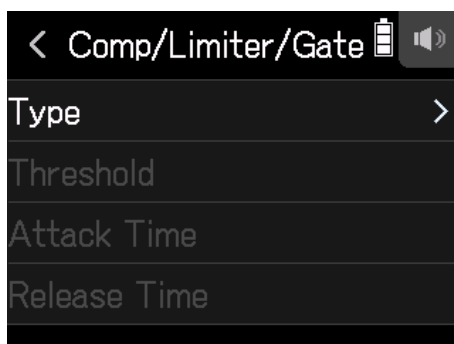 Comp/Limiter/Gate
Type
Threshold
Attack Time
Release Time